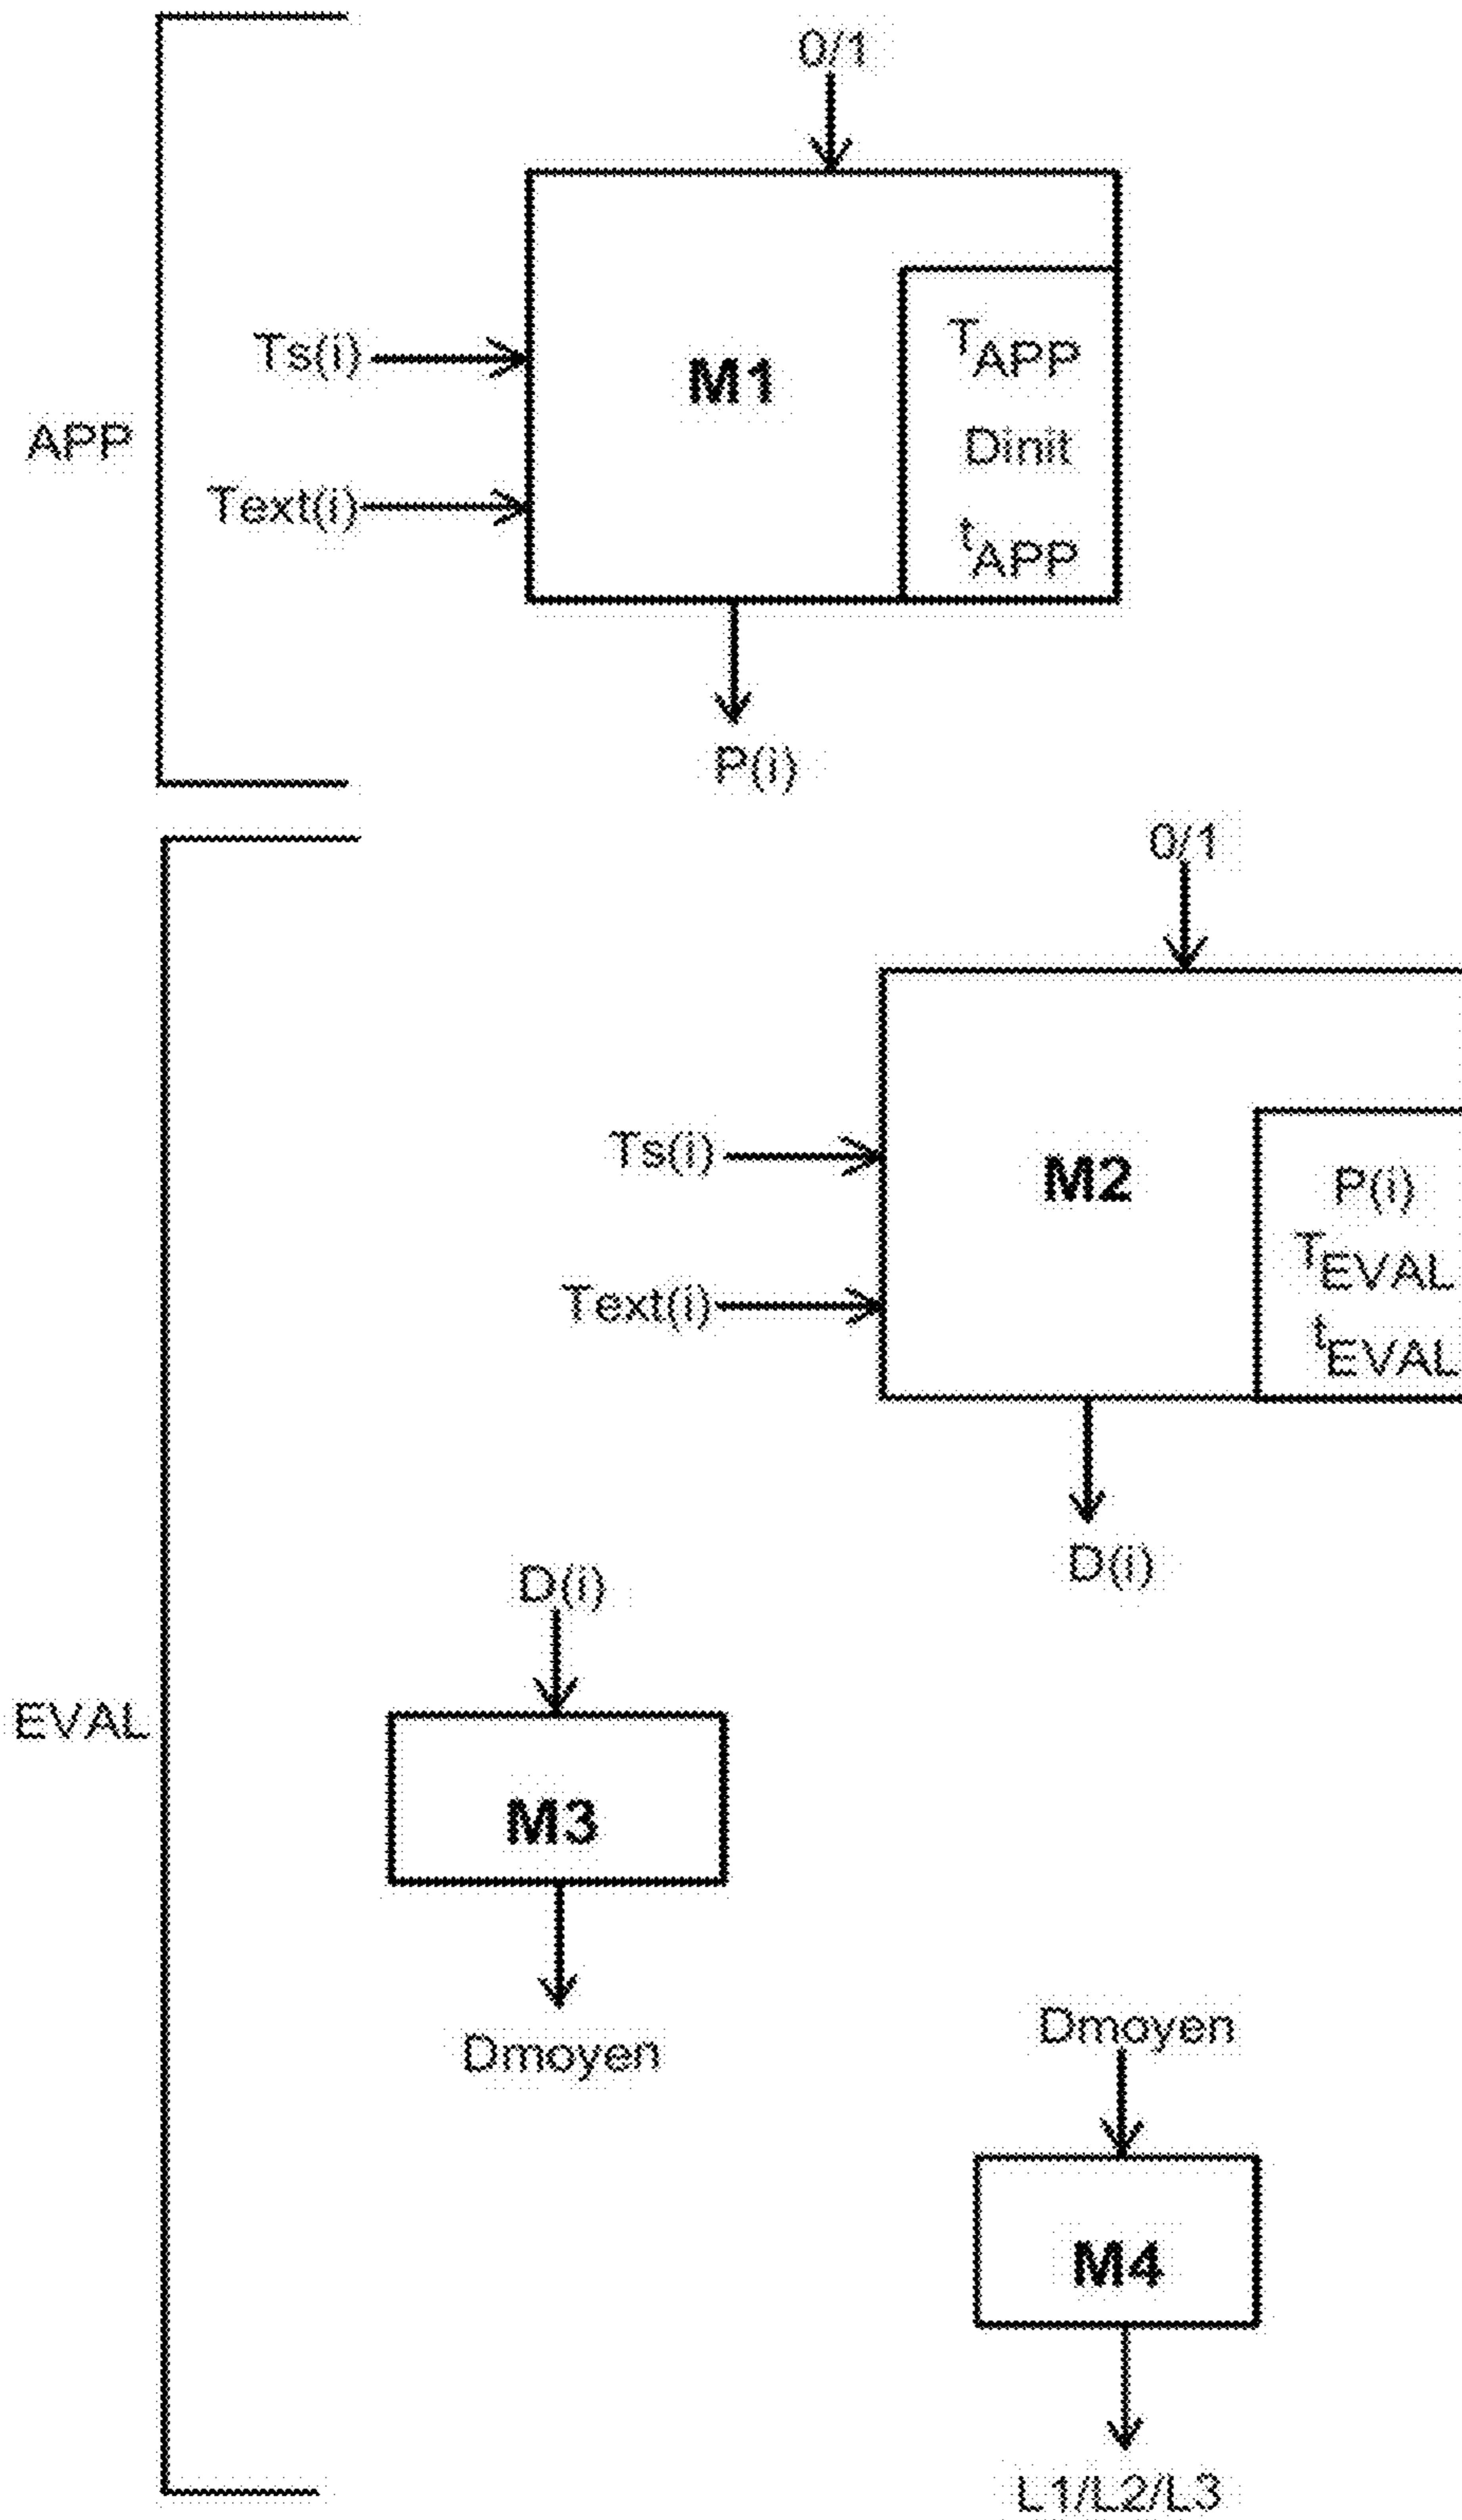 0/1
Ts(i)
M1
TAPP
APP
Dinit
Text(i)
tAPP
P(i)
0/1
Ts(i)
M2
P(i)
TEVAL
Text(i)
tEVAL
D(i)
D(i)
EVAL
M3
Dmoyen
Dmoyen
M4
L1/L2/L3